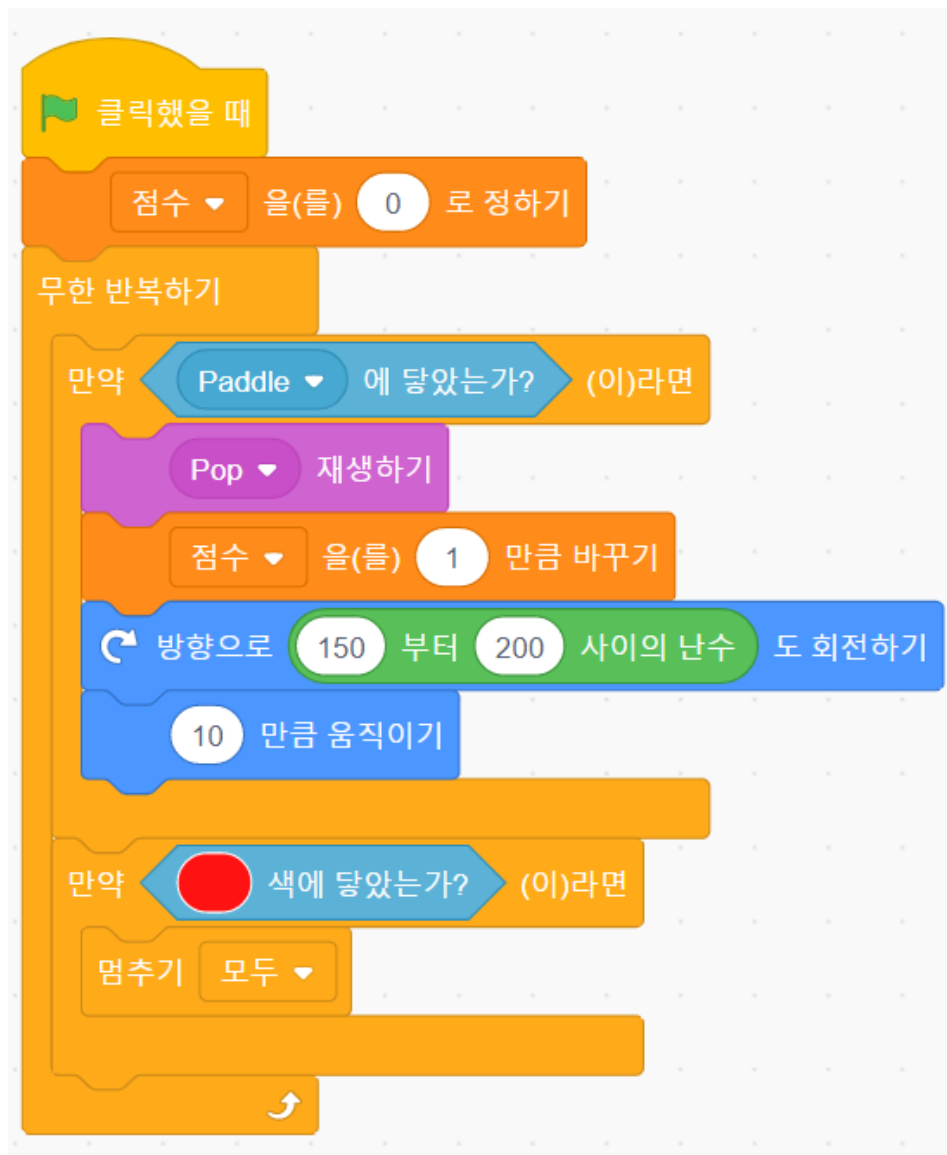 클릭했을 때
점수 을(를) 0 로 정하기
무한 반복하기
만약 Paddle 에 닿았는가? (이)라면
Pop 재생하기
점수 을(를) 1 만큼 바꾸기
방향으로 150 부터 200 사이의 난수 도 회전하기
10 만큼 움직이기
만약 색에 닿았는가? (이)라면
멈추기 모두